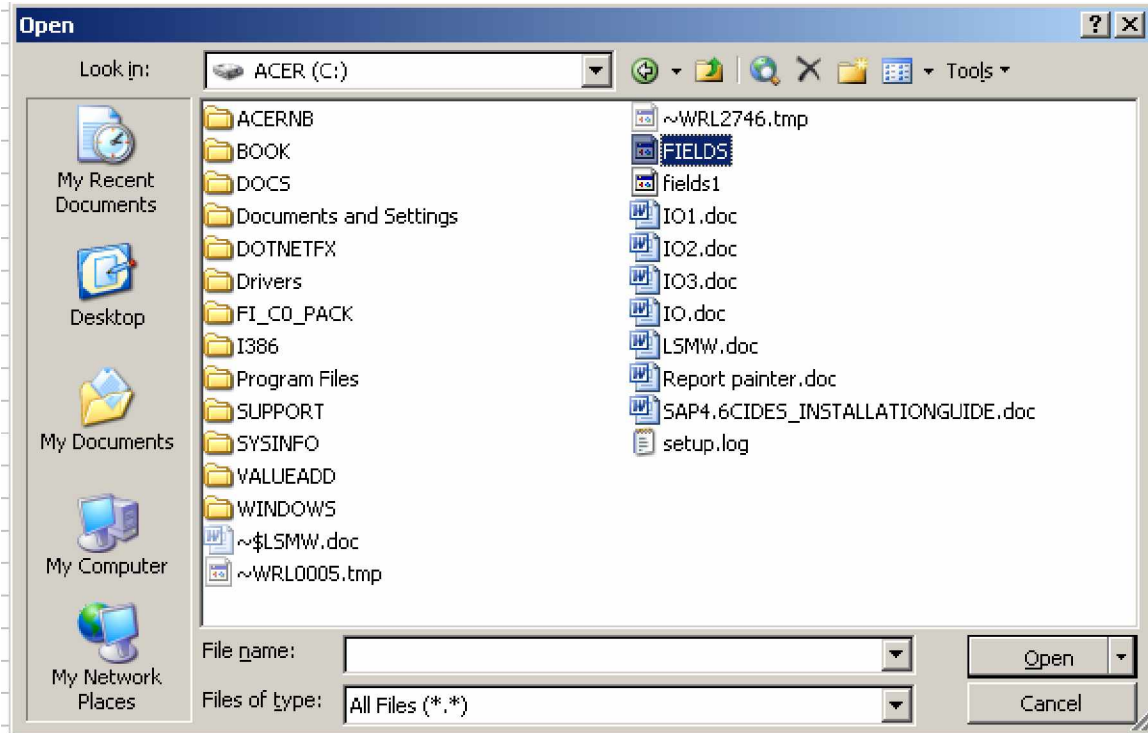 Open
Look in:
ACER (C:)
Tools
My Recent
Documents
Desktop
My Documents
My Computer
My Network
Places
ACERNB
BOOK
DOCS
Documents and Settings
DOTNETFX
Drivers
FI_C0_PACK
I386
Program Files
SUPPORT
SYSINFO
VALUEADD
WINDOWS
~$LSMW.doc
~WRL0005.tmp
~WRL2746.tmp
FIELDS
fields1
IO1.doc
IO2.doc
IO3.doc
IO.doc
LSMW.doc
Report painter.doc
SAP4.6CIDES_INSTALLATIONGUIDE.doc
setup.log
File name:
Open
Files of type:
All Files (*.*)
Cancel